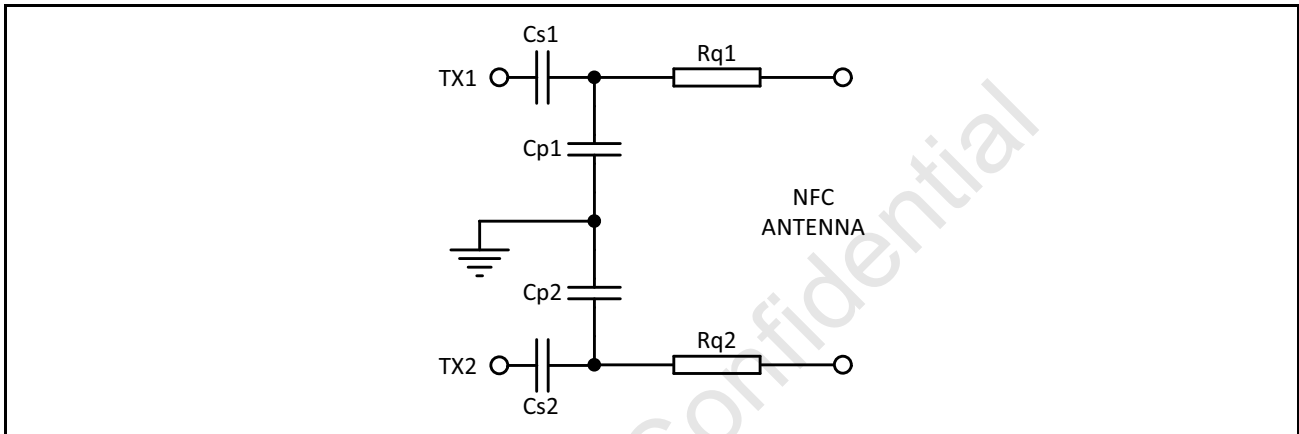 Cs1
TX1
Rq1
Cp1
NFC
ANTENNA
Cp2
Rq2
TX2
Cs2
Confidential